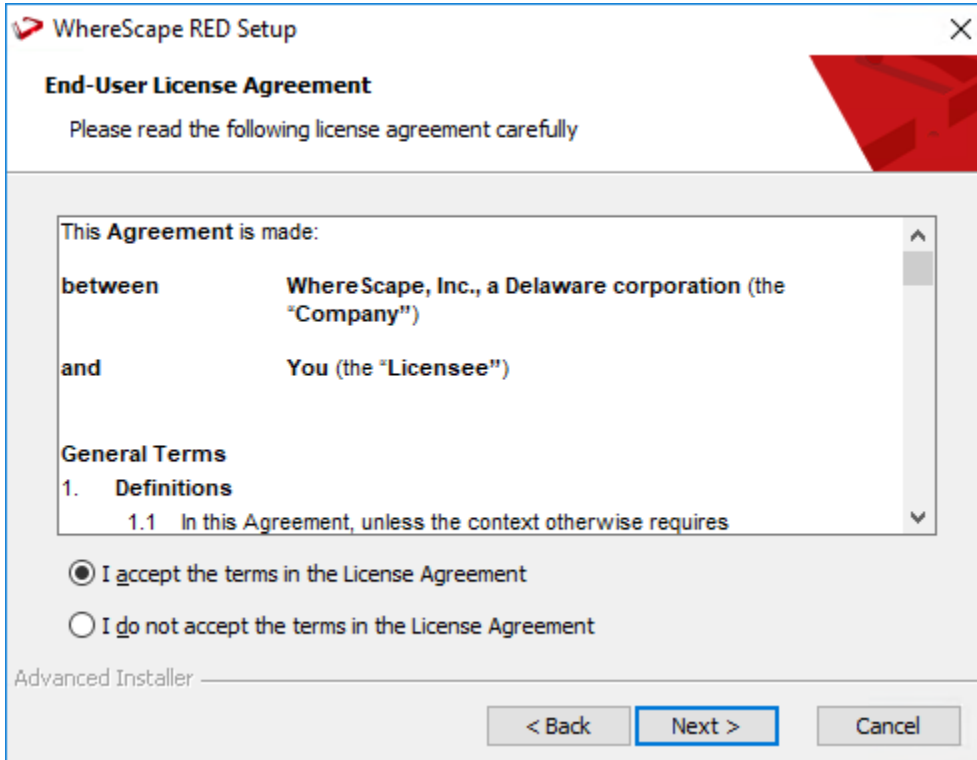 WhereScape RED Setup
End-User License Agreement
Please read the following license agreement carefully
This Agreement is made:
between WhereScape, Inc., a Delaware corporation (the
“Company”)
and You (the “Licensee”)
General Terms
1. Definitions
1.1 In this Agreement, unless the context otherwise requires
I accept the terms in the License Agreement
I do not accept the terms in the License Agreement
Advanced Installer
< Back Next > Cancel